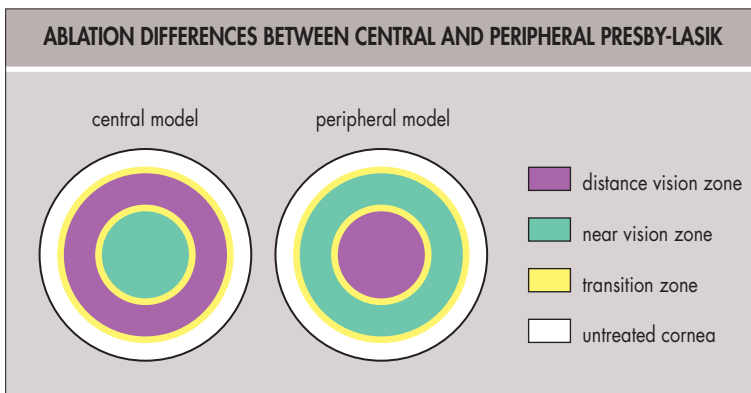 ABLATION DIFFERENCES BETWEEN CENTRAL AND PERIPHERAL PRESBY-LASIK
central model
peripheral model
distance vision zone
near vision zone
transition zone
untreated cornea